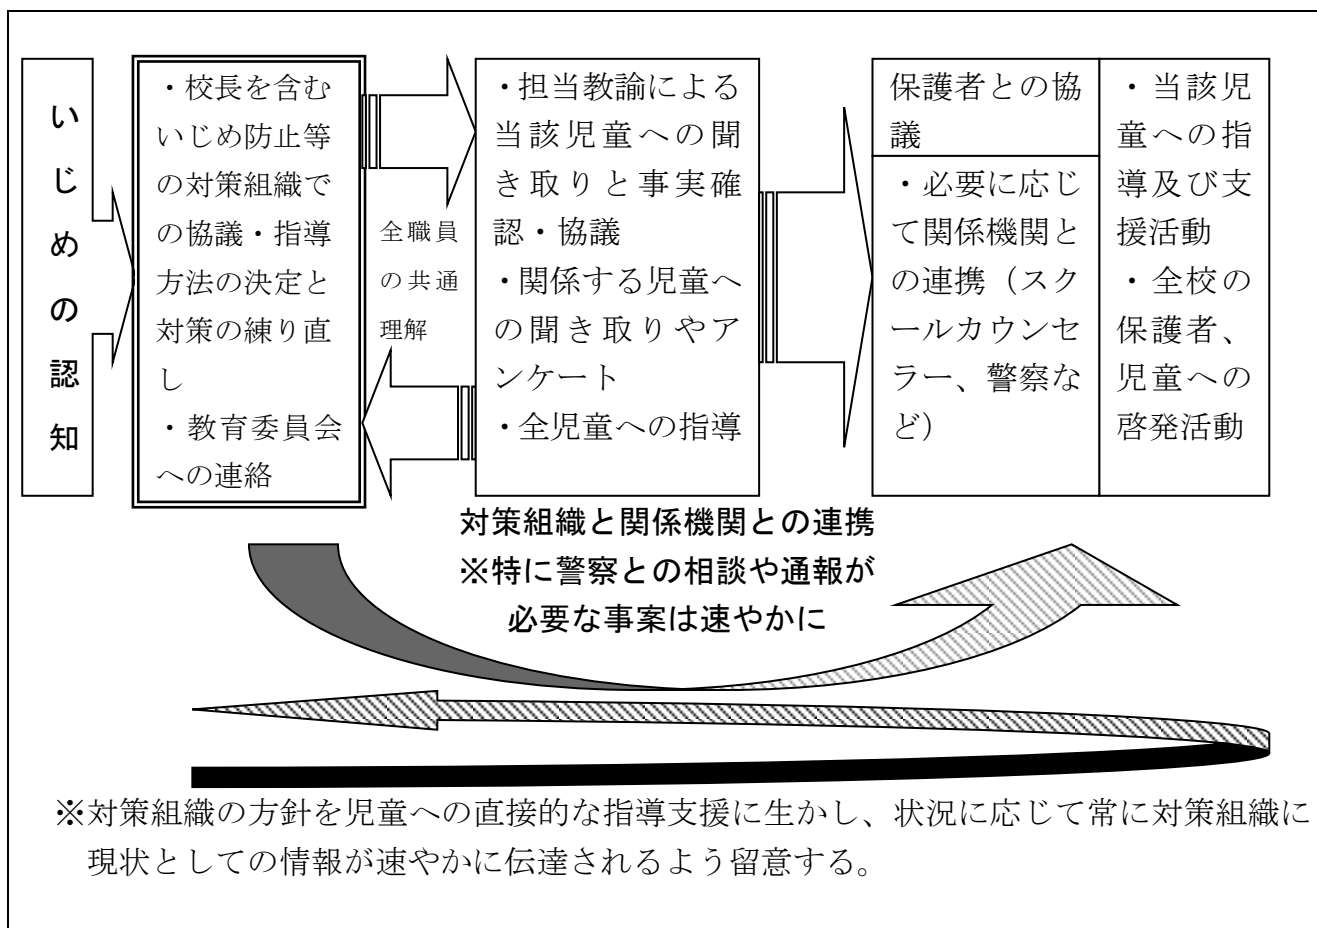 いじめの認知
・校長を含む
いじめ防止等
の対策組織で
の協議・指導
方法の決定と
対策の練り直
し
・教育委員会
への連絡
全職員
の共通
理解
・担当教諭による
当該児童への聞
き取りと事実確
認・協議
・関係する児童へ
の聞き取りやア
ンケート
・全児童への指導
保護者との協
議
・必要に応じ
て関係機関と
の連携（スク
ールカウンセ
ラー、警察な
ど）
・当該児
童への指
導及び支
援活動
・全校の
保護者、
児童への
啓発活動
対策組織と関係機関との連携
※特に警察との相談や通報が
必要な事案は速やかに
※対策組織の方針を児童への直接的な指導支援に生かし、状況に応じて常に対策組織に
現状としての情報が速やかに伝達されるよう留意する。